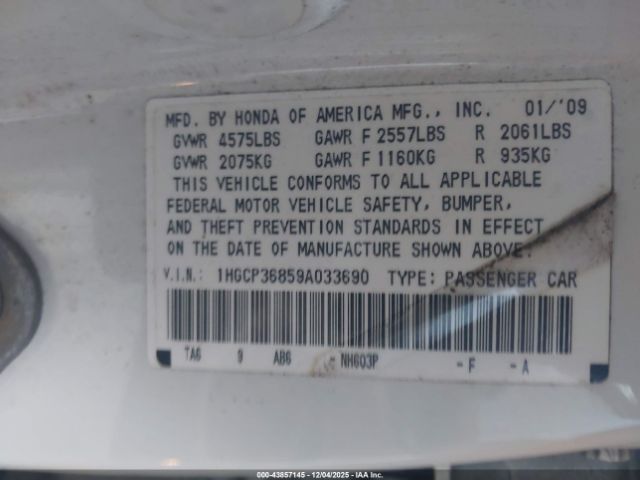 MFD. BY HONDA OF AMERICA MFG., INC. 01/'09
GVWR 4575LBS GAWR F 2557LBS R 2061LBS
GVWR 2075KG GAWR F 1160KG R 935KG
THIS VEHICLE CONFORMS TO ALL APPLICABLE
FEDERAL MOTOR VEHICLE SAFETY, BUMPER,
AND THEFT PREVENTION STANDARDS IN EFFECT
ON THE DATE OF MANUFACTURE SHOWN ABOVE.
V.I.N.: 1HGCP36859A033690 TYPE: PASSENGER CAR
TA6 9 AB6 - NH603P - F - A
000-43857145 - 12/04/2025 - IAA Inc.